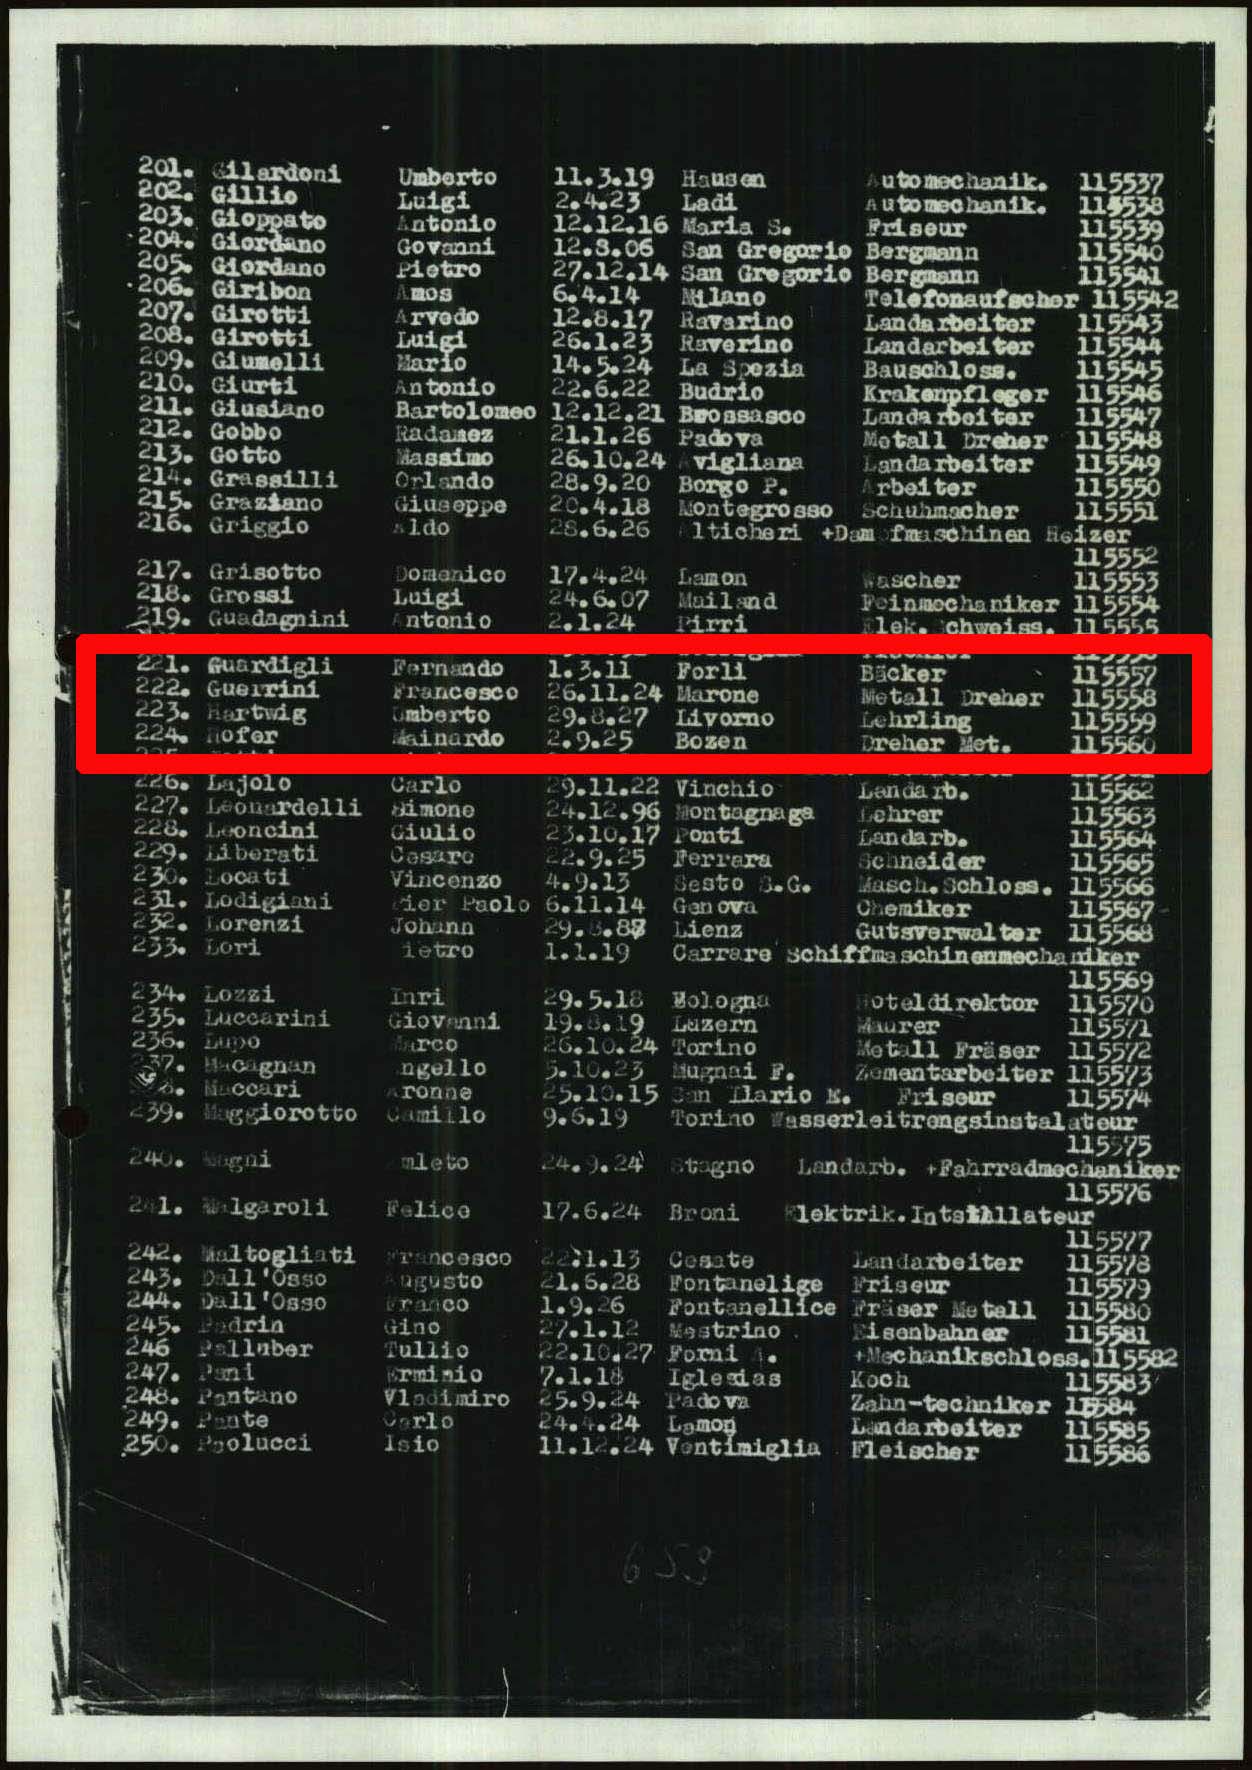 201. Gilardoni Umberto 11.3.19 Hausen Automechanik. 115537
202. Gillio Luigi 2.4.23 Ladi Automechanik. 115538
203. Gioppato Antonio 12.12.16 Maria S. Friseur 115539
204. Giordano Govanni 12.8.06 San Gregorio Bergmann 115540
205. Giordano Pietro 27.12.14 San Gregorio Bergmann 115541
206. Giribon Amos 6.4.14 Milano Telefonaufscher 115542
207. Girotti Arvedo 12.8.17 Ravarino Landarbeiter 115543
208. Girotti Luigi 26.1.23 Raverino Landarbeiter 115544
209. Giumelli Mario 14.5.24 La Spezia Bauschloss. 115545
210. Giurti Antonio 22.6.22 Budrio Krakenpfleger 115546
211. Giusiano Bartolomeo 12.12.21 Brossasco Landarbeiter 115547
212. Gobbo Radamez 21.1.26 Padova Metall Dreher 115548
213. Gotto Massimo 26.10.24 Avigliana Landarbeiter 115549
214. Grassilli Orlando 28.9.20 Borgo P. Arbeiter 115550
215. Graziano Giuseppe 20.4.18 Montegrosso Schuhmacher 115551
216. Griggio Aldo 28.6.26 Alticheri +Dampfmaschinen Heizer
115552
217. Grisotto Domenico 17.4.24 Lamon Wascher 115553
218. Grossi Luigi 24.6.07 Mailand Feinmechaniker 115554
219. Guadagnini Antonio 2.1.24 Pirri Elek.Schweiss. 115555
221. Guardigli Fernando 1.3.11 Forli Bäcker 115557
222. Guerrini Francesco 26.11.24 Marone Metall Dreher 115558
223. Hartwig Umberto 29.8.27 Livorno Lehrling 115559
224. Hofer Mainardo 2.9.25 Bozen Dreher Met. 115560
226. Lajolo Carlo 29.11.22 Vinchio Landarb. 115562
227. Leonardelli Simone 24.12.96 Montagnaga Lehrer 115563
228. Leoncini Giulio 23.10.17 Ponti Landarb. 115564
229. Liberati Cesare 22.9.25 Ferrara Schneider 115565
230. Locati Vincenzo 4.9.13 Sesto S.G. Masch.Schloss. 115566
231. Lodigiani Pier Paolo 6.11.14 Genova Chemiker 115567
232. Lorenzi Johann 29.8.87 Lienz Gutsverwalter 115568
233. Lori Pietro 1.1.19 Carrare Schiffmaschinenmechaniker
115569
234. Lozzi Inri 29.5.18 Bologna Hoteldirektor 115570
235. Luccarini Giovanni 19.8.19 Luzern Maurer 115571
236. Lupo Marco 26.10.24 Torino Metall Fräser 115572
237. Macagnan Angello 5.10.23 Mugnai F. Zementarbeiter 115573
238. Maccari Aronne 25.10.15 San Ilario E. Friseur 115574
239. Maggiorotto Camillo 9.6.19 Torino Wasserleitrengsinstalateur
115575
240. Magni Amleto 24.9.24 Stagno Landarb. +Fahrradmechaniker
115576
241. Malgaroli Felice 17.6.24 Broni Elektrik.Intsthllateur
115577
242. Maltogliati Francesco 22.1.13 Cesate Landarbeiter 115578
243. Dall'Osso Augusto 21.6.28 Fontanelige Friseur 115579
244. Dall'Osso Franco 1.9.26 Fontanellice Fräser Metall 115580
245. Padrin Gino 27.1.12 Mestrino Eisenbahner 115581
246 Palluber Tullio 22.10.27 Forni A. +Mechanikschloss. 115582
247. Pani Erminio 7.1.18 Iglesias Koch 115583
248. Pantano Vladimiro 25.9.24 Padova Zahn-techniker 115584
249. Pante Carlo 24.4.24 Lamon Landarbeiter 115585
250. Paolucci Isio 11.12.24 Ventimiglia Fleischer 115586
653